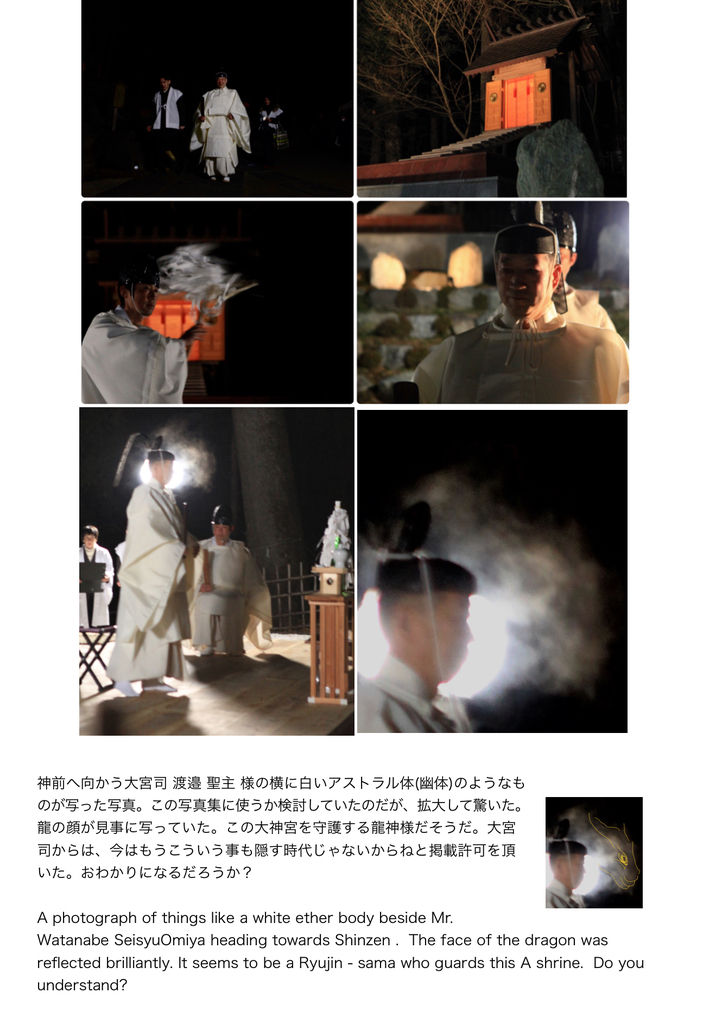 神前へ向かう大宮司 渡邉 聖主 様の横に白いアストラル体(幽体)のようなも
のが写った写真。この写真集に使うか検討していたのだが、拡大して驚いた。
龍の顔が見事に写っていた。この大神宮を守護する龍神様だそうだ。大宮
司からは、今はもうこういう事も隠す時代じゃないからねと掲載許可を頂
いた。おわかりになるだろうか？
A photograph of things like a white ether body beside Mr.
Watanabe SeisyuOmiya heading towards Shinzen .  The face of the dragon was
reflected brilliantly. It seems to be a Ryujin - sama who guards this A shrine.  Do you
understand?